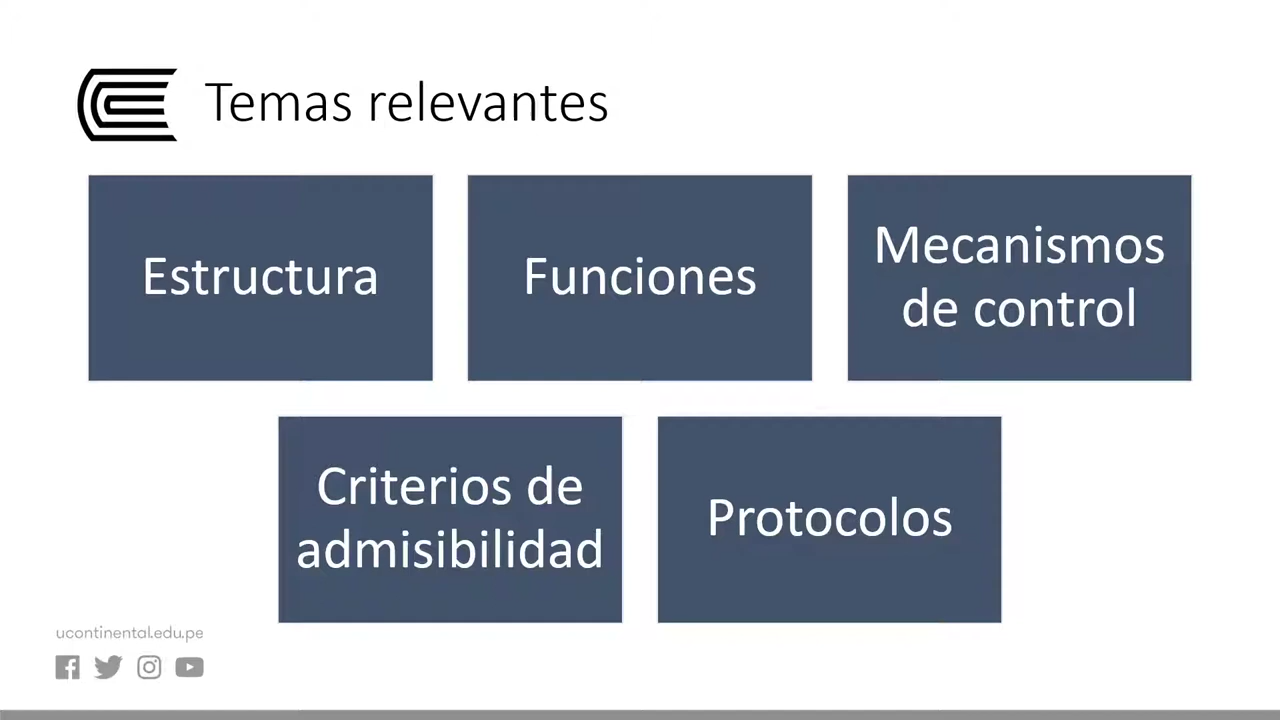 Temas relevantes
Estructura
Funciones
Mecanismos
de control
Criterios de
admisibilidad
Protocolos
ucontinental.edu.pe